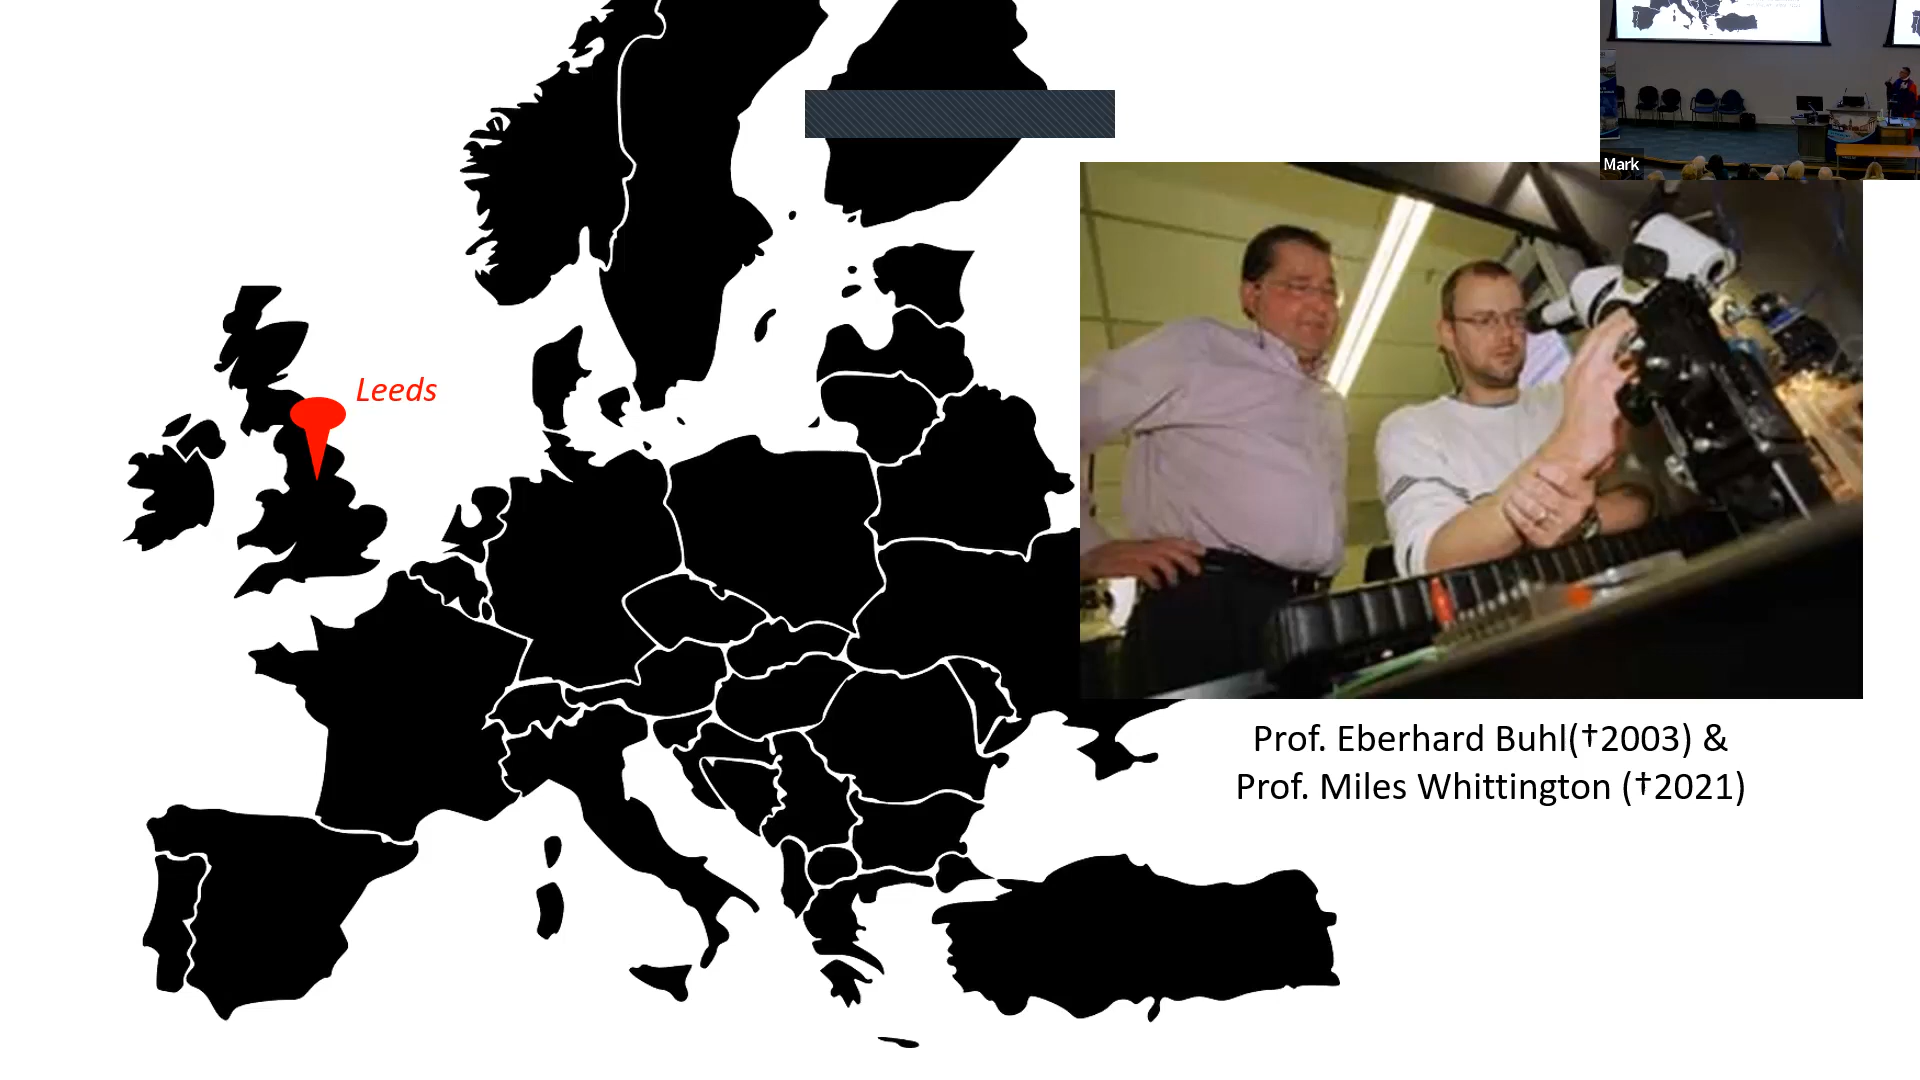 Mark
Leeds
Prof. Eberhard Buhl(†2003) &
Prof. Miles Whittington (†2021)